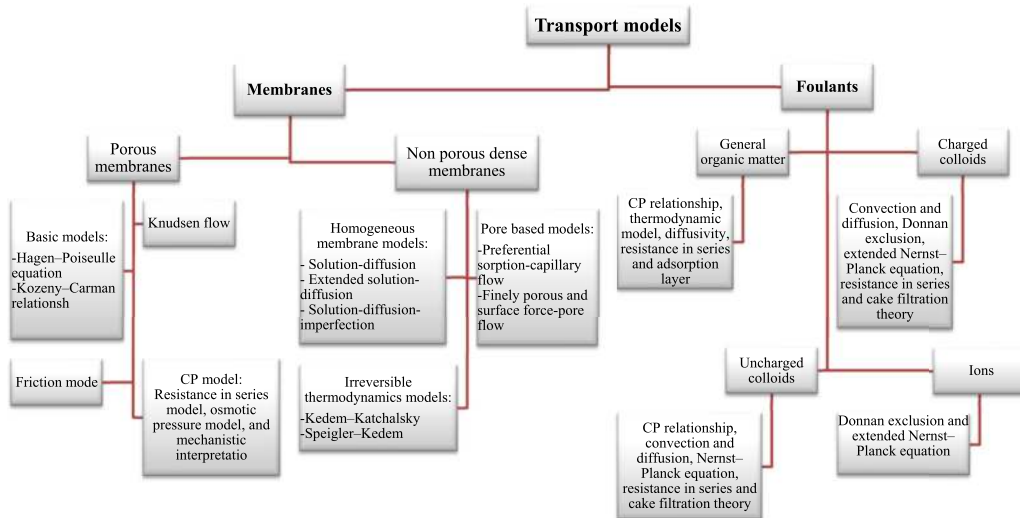 Transport models
Membranes
Foulants
Porous
membranes
Non porous dense
membranes
General
organic matter
Charged
colloids
Basic models:
-Hagen–Poiseulle
equation
-Kozeny–Carman
relationsh
Knudsen flow
Homogeneous
membrane models:
- Solution-diffusion
- Extended solution-
diffusion
- Solution-diffusion-
imperfection
Pore based models:
-Preferential
sorption-capillary
flow
-Finely porous and
surface force-pore
flow
CP relationship,
thermodynamic
model, diffusivity,
resistance in series
and adsorption
layer
Convection and
diffusion, Donnan
exclusion,
extended Nernst–
Planck equation,
resistance in series
and cake filtration
theory
Friction mode
CP model:
Resistance in series
model, osmotic
pressure model, and
mechanistic
interpretatio
Irreversible
thermodynamics models:
-Kedem–Katchalsky
-Speigler–Kedem
Uncharged
colloids
Ions
CP relationship,
convection and
diffusion, Nernst–
Planck equation,
resistance in series and
cake filtration theory
Donnan exclusion and
extended Nernst–
Planck equation